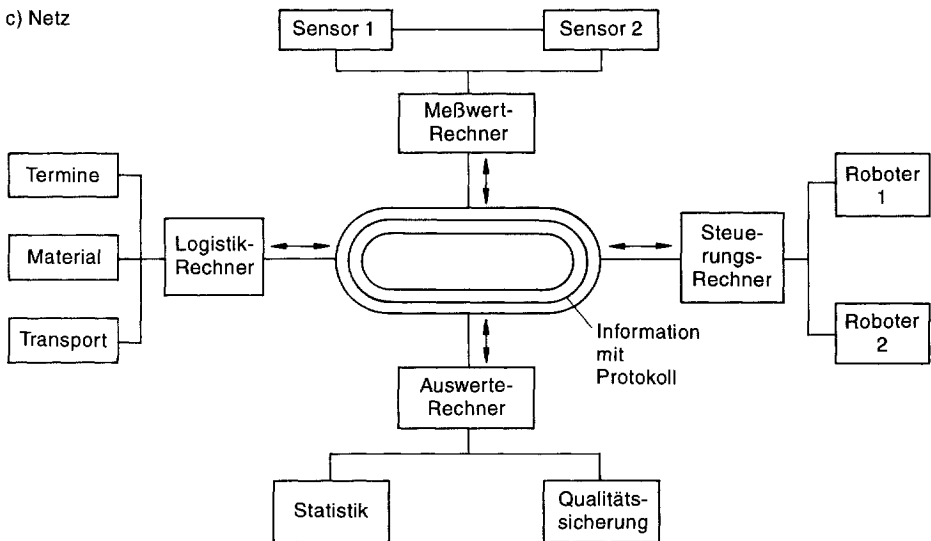 c) Netz
Sensor 1
Sensor 2
Meßwert-
Rechner
Termine
Material
Transport
Logistik-
Rechner
Steue-
rungs-
Rechner
Roboter
1
Roboter
2
Information
mit
Protokoll
Auswerte-
Rechner
Statistik
Qualitäts-
sicherung